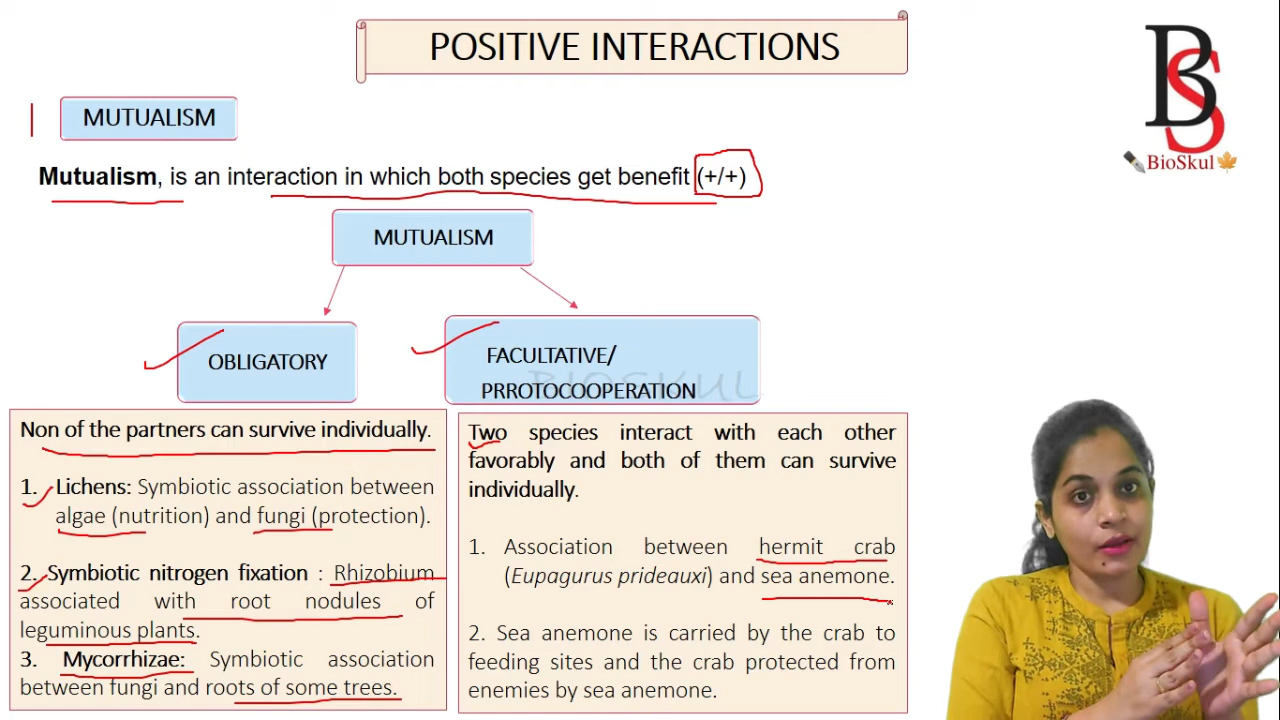 POSITIVE INTERACTIONS
BS
BioSkul
MUTUALISM
Mutualism, is an interaction in which both species get benefit (+/+)
MUTUALISM
OBLIGATORY
FACULTATIVE/
PRROTOCOOPERATION
BIOSKUL
Non of the partners can survive individually.
1. Lichens: Symbiotic association between
algae (nutrition) and fungi (protection).
2. Symbiotic nitrogen fixation : Rhizobium
associated with root nodules of
leguminous plants.
3. Mycorrhizae: Symbiotic association
between fungi and roots of some trees.
Two species interact with each other
favorably and both of them can survive
individually.
1. Association between hermit crab
(Eupagurus prideauxi) and sea anemone.
2. Sea anemone is carried by the crab to
feeding sites and the crab protected from
enemies by sea anemone.